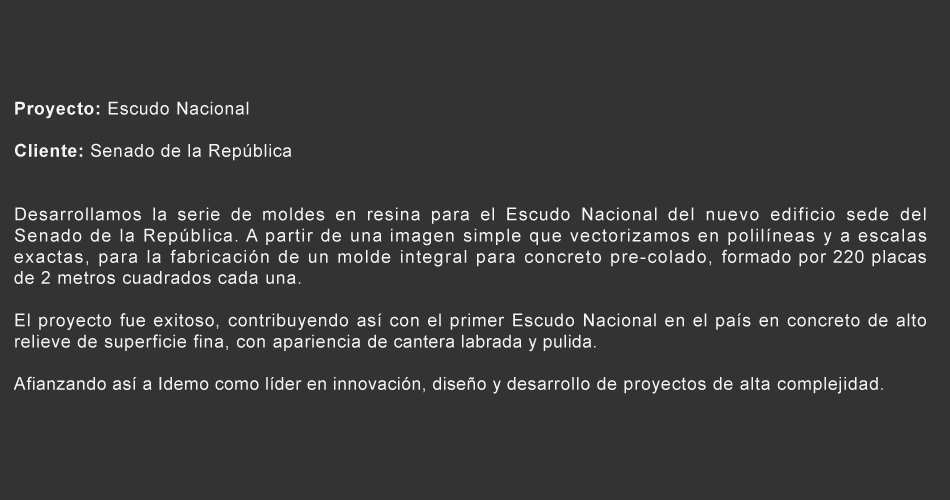 Proyecto: Escudo Nacional
Cliente: Senado de la República
Desarrollamos la serie de moldes en resina para el Escudo Nacional del nuevo edificio sede del
Senado de la República. A partir de una imagen simple que vectorizamos en polilíneas y a escalas
exactas, para la fabricación de un molde integral para concreto pre-colado, formado por 220 placas
de 2 metros cuadrados cada una.
El proyecto fue exitoso, contribuyendo así con el primer Escudo Nacional en el país en concreto de alto
relieve de superficie fina, con apariencia de cantera labrada y pulida.
Afianzando así a Idemo como líder en innovación, diseño y desarrollo de proyectos de alta complejidad.